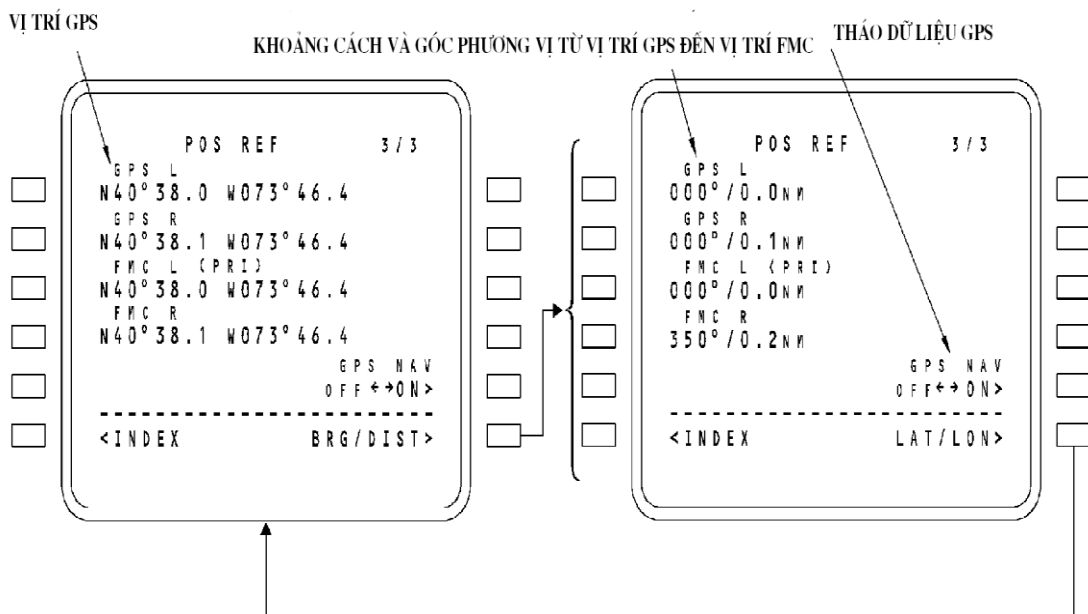 VỊ TRÍ GPS
KHOẢNG CÁCH VÀ GÓC PHƯƠNG VỊ TỪ VỊ TRÍ GPS ĐẾN VỊ TRÍ FMC
THÁO DỮ LIỆU GPS
POS REF 3/3
GPS L
N40°38.0 W073°46.4
GPS R
N40°38.1 W073°46.4
FMC L (PRI)
N40°38.0 W073°46.4
FMC R
N40°38.1 W073°46.4
GPS NAV
OFF←→ON>
<INDEX BRG/DIST>
POS REF 3/3
GPS L
000°/0.0NM
GPS R
000°/0.1NM
FMC L (PRI)
000°/0.0NM
FMC R
350°/0.2NM
GPS NAV
OFF←→ON>
<INDEX LAT/LON>